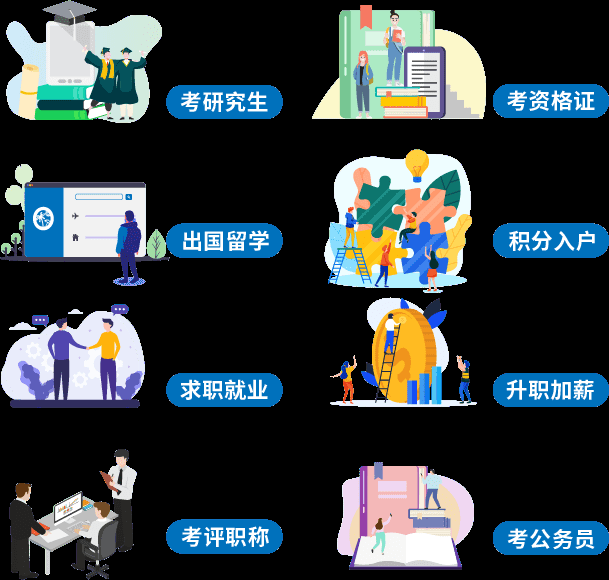 考研究生
考资格证
出国留学
积分入户
求职就业
升职加薪
考评职称
考公务员